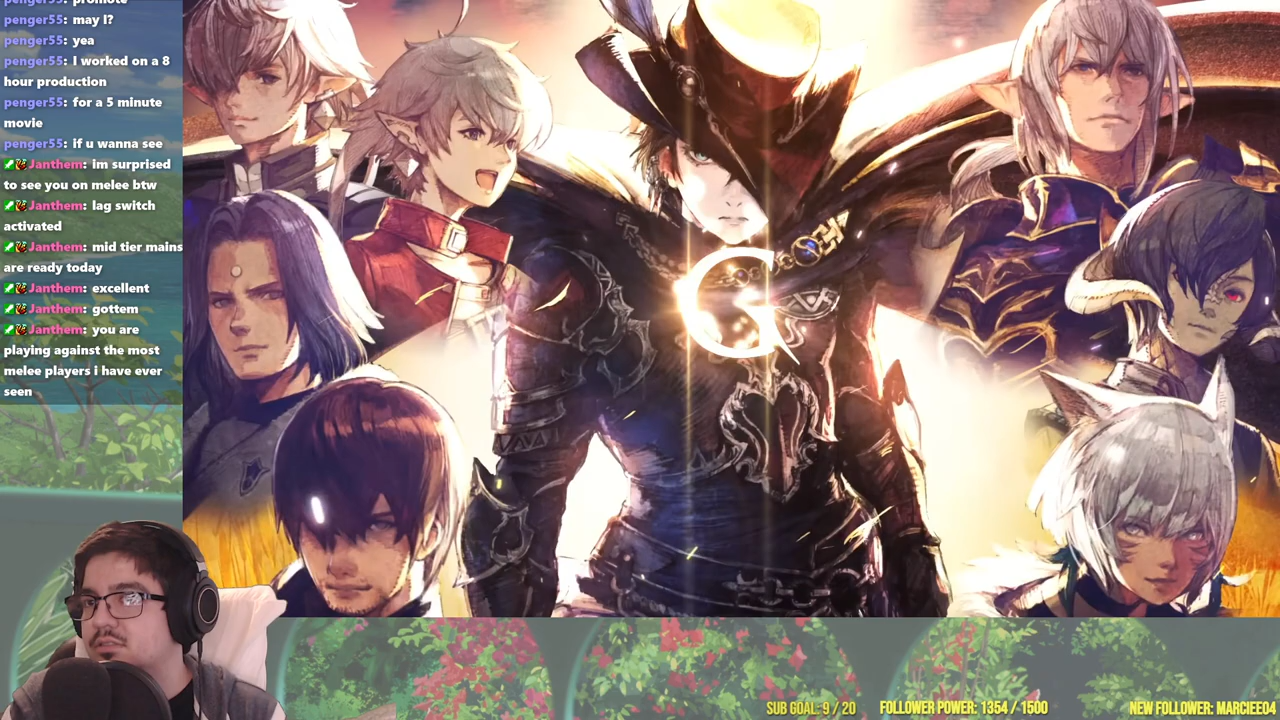 penger55: promote
penger55: may I?
penger55: yea
penger55: I worked on a 8
hour production
penger55: for a 5 minute
movie
penger55: if u wanna see
Janthem: im surprised
to see you on melee btw
Janthem: lag switch
activated
Janthem: mid tier mains
are ready today
Janthem: excellent
Janthem: gottem
Janthem: you are
playing against the most
melee players i have ever
seen
G
SUB GOAL: 9 / 20
FOLLOWER POWER: 1354 / 1500
NEW FOLLOWER: MARCIEE04